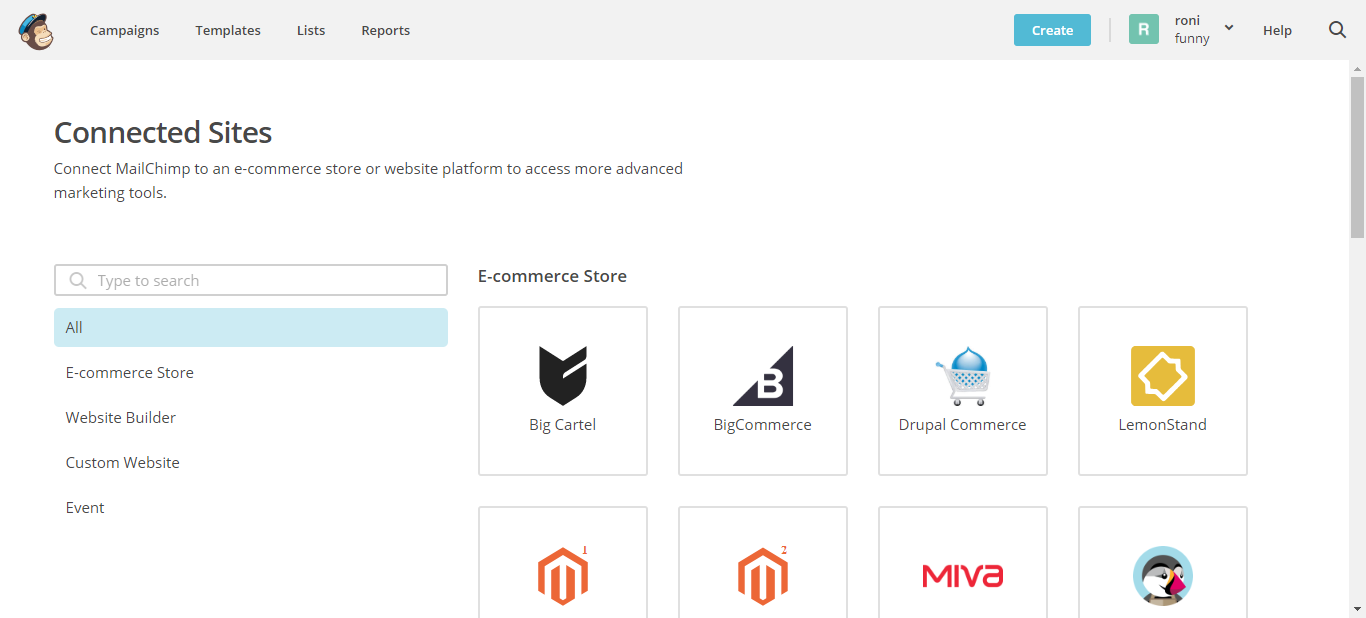 Campaigns
Templates
Lists
Reports
Create
R
roni
funny
Help
Connected Sites
Connect MailChimp to an e-commerce store or website platform to access more advanced
marketing tools.
Type to search
All
E-commerce Store
Website Builder
Custom Website
Event
E-commerce Store
B
Big Cartel
BigCommerce
Drupal Commerce
LemonStand
1
2
MIVA